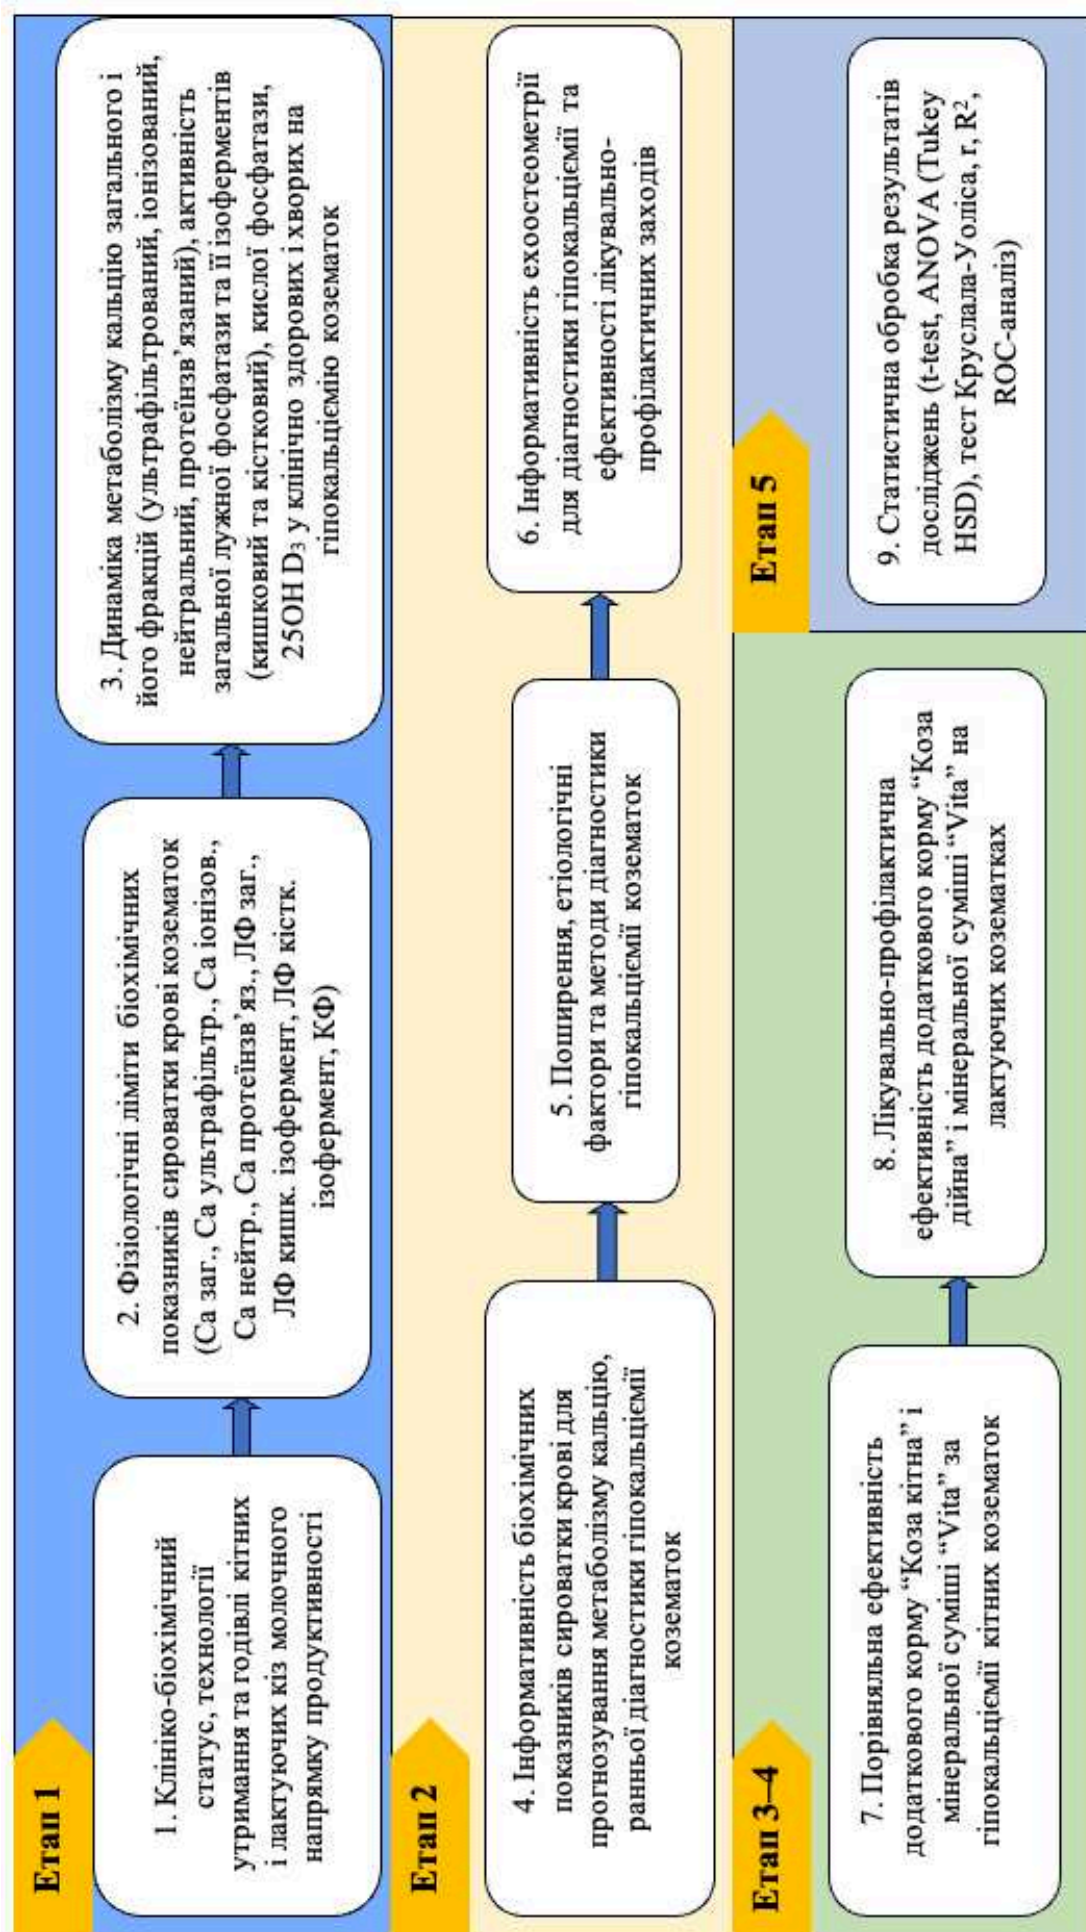 Етап 1
1. Клініко-біохімічний
статус, технології
утримання та годівлі кітних
і лактуючих кіз молочного
напрямку продуктивності
2. Фізіологічні ліміти біохімічних
показників сироватки крові козематок
(Ca заг., Ca ультрафільтр., Ca іонізов.,
Ca нейтр., Ca протеїнзв’яз., ЛФ заг.,
ЛФ кишк. ізофермент, ЛФ кістк.
ізофермент, КФ)
3. Динаміка метаболізму кальцію загального і
його фракцій (ультрафільтрований, іонізований,
нейтральний, протеїнзв’язаний), активність
загальної лужної фосфатази та її ізоферментів
(кишковий та кістковий), кислої фосфатази,
25OH D₃ у клінічно здорових і хворих на
гіпокальціємію козематок
Етап 2
4. Інформативність біохімічних
показників сироватки крові для
прогнозування метаболізму кальцію,
ранньої діагностики гіпокальціємії
козематок
5. Поширення, етіологічні
фактори та методи діагностики
гіпокальціємії козематок
6. Інформативність ехоостеометрії
для діагностики гіпокальціємії та
ефективності лікувально-
профілактичних заходів
Етап 3–4
7. Порівняльна ефективність
додаткового корму “Коза кітна” і
мінеральної суміші “Vita” за
гіпокальціємії кітних козематок
8. Лікувально-профілактична
ефективність додаткового корму “Коза
дійна” і мінеральної суміші “Vita” на
лактуючих козематках
Етап 5
9. Статистична обробка результатів
досліджень (t-test, ANOVA (Tukey
HSD), тест Круслала-Уоліса, r, R²,
ROC-аналіз)